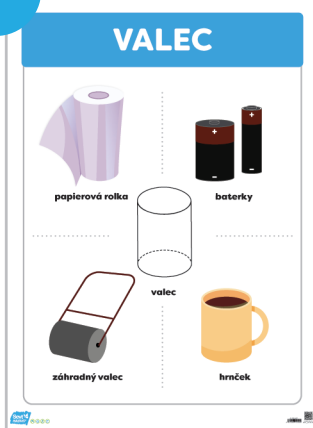 VALEC
papierová rolka
baterky
valec
záhradný valec
hrnček